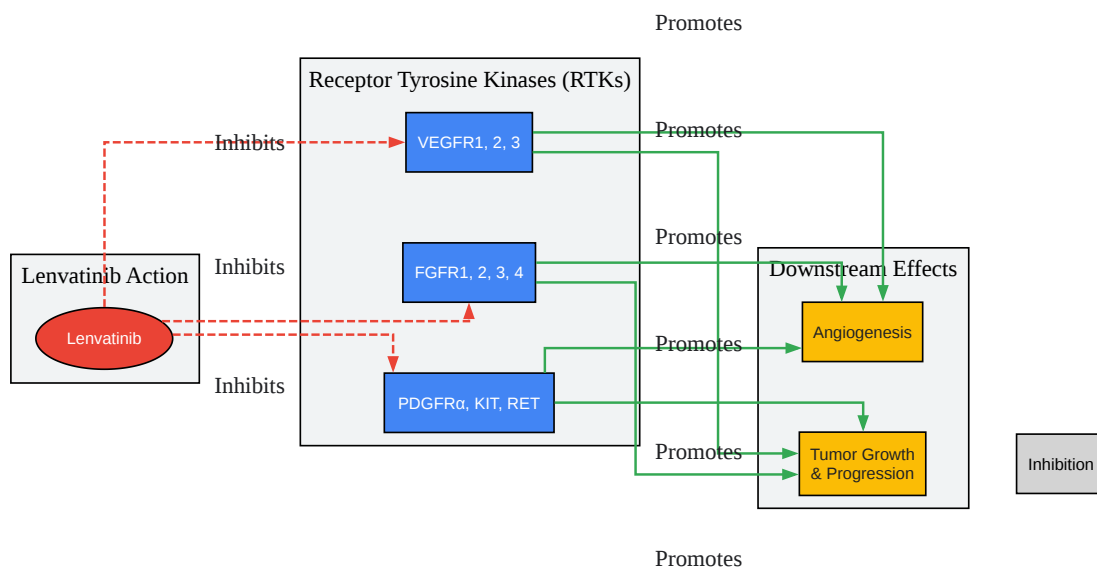 Promotes
Receptor Tyrosine Kinases (RTKs)
Promotes
Inhibits
VEGFR1, 2, 3
Promotes
Inhibits
FGFR1, 2, 3, 4
Lenvatinib Action
Downstream Effects
Lenvatinib
Angiogenesis
Promotes
Inhibits
PDGFRα, KIT, RET
Promotes
Tumor Growth
& Progression
Inhibition
Promotes